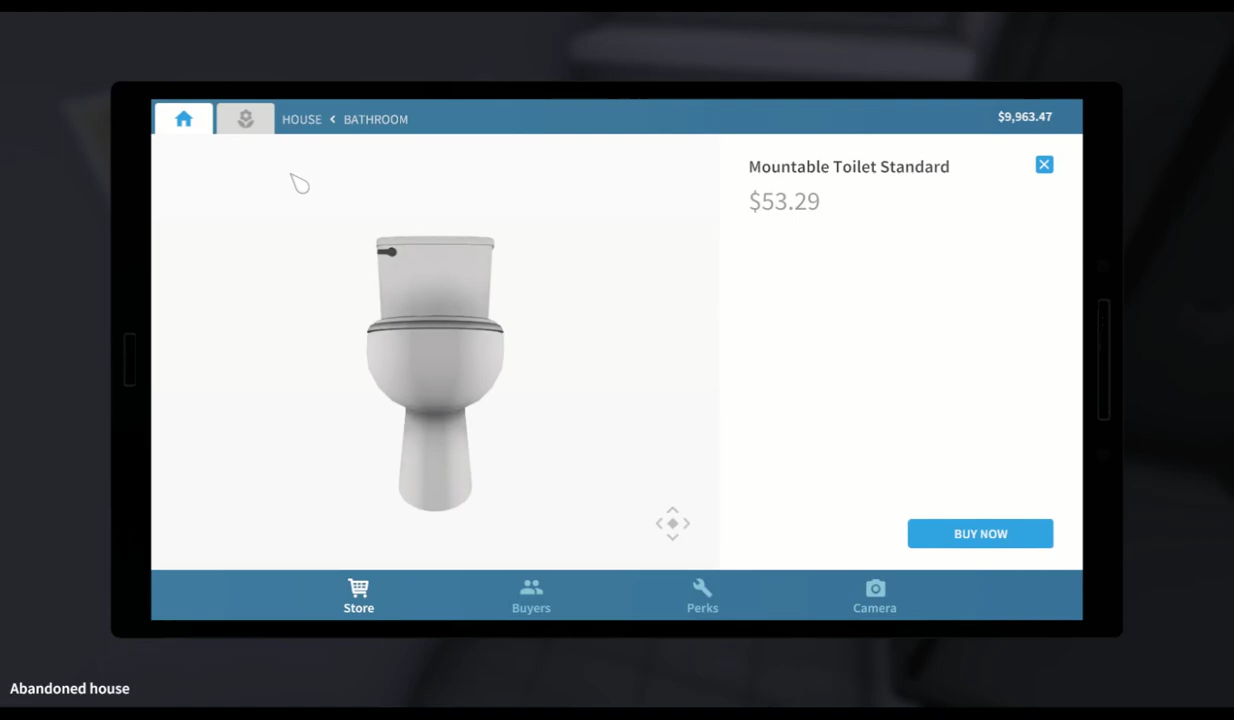 HOUSE < BATHROOM
$9,963.47
Mountable Toilet Standard
$53.29
BUY NOW
Store
Buyers
Perks
Camera
Abandoned house